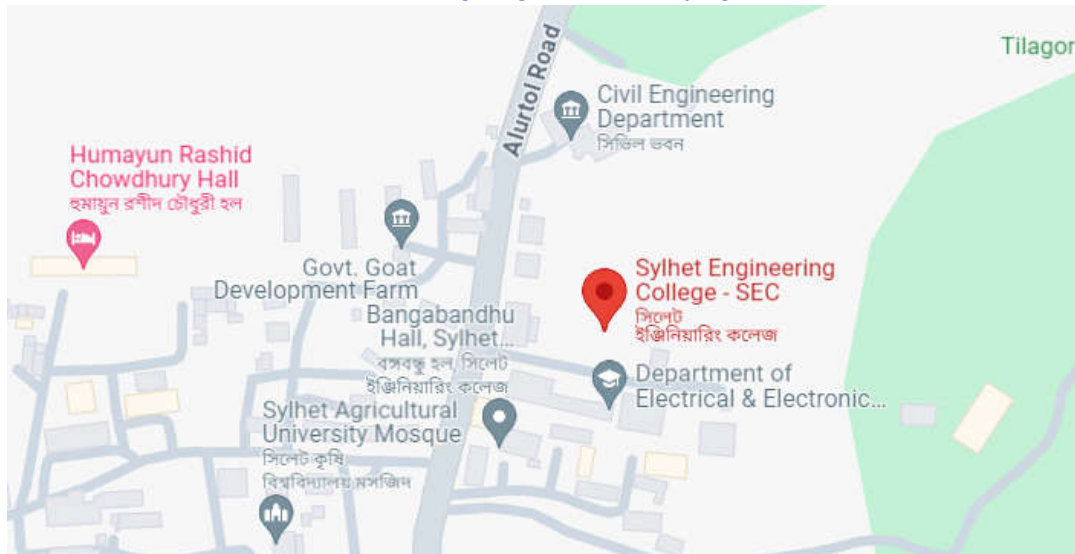 Tilagor
Alurtol Road
Civil Engineering
Department
সিভিল ভবন
Humayun Rashid
Chowdhury Hall
হুমায়ুন রশীদ চৌধুরী হল
Govt. Goat
Development Farm
Sylhet Engineering
College - SEC
সিলেট
ইঞ্জিনিয়ারিং কলেজ
Bangabandhu
Hall, Sylhet...
বঙ্গবন্ধু হল, সিলেট
ইঞ্জিনিয়ারিং কলেজ
Department of
Electrical & Electronic...
Sylhet Agricultural
University Mosque
সিলেট কৃষি
বিশ্ববিদ্যালয় মসজিদ